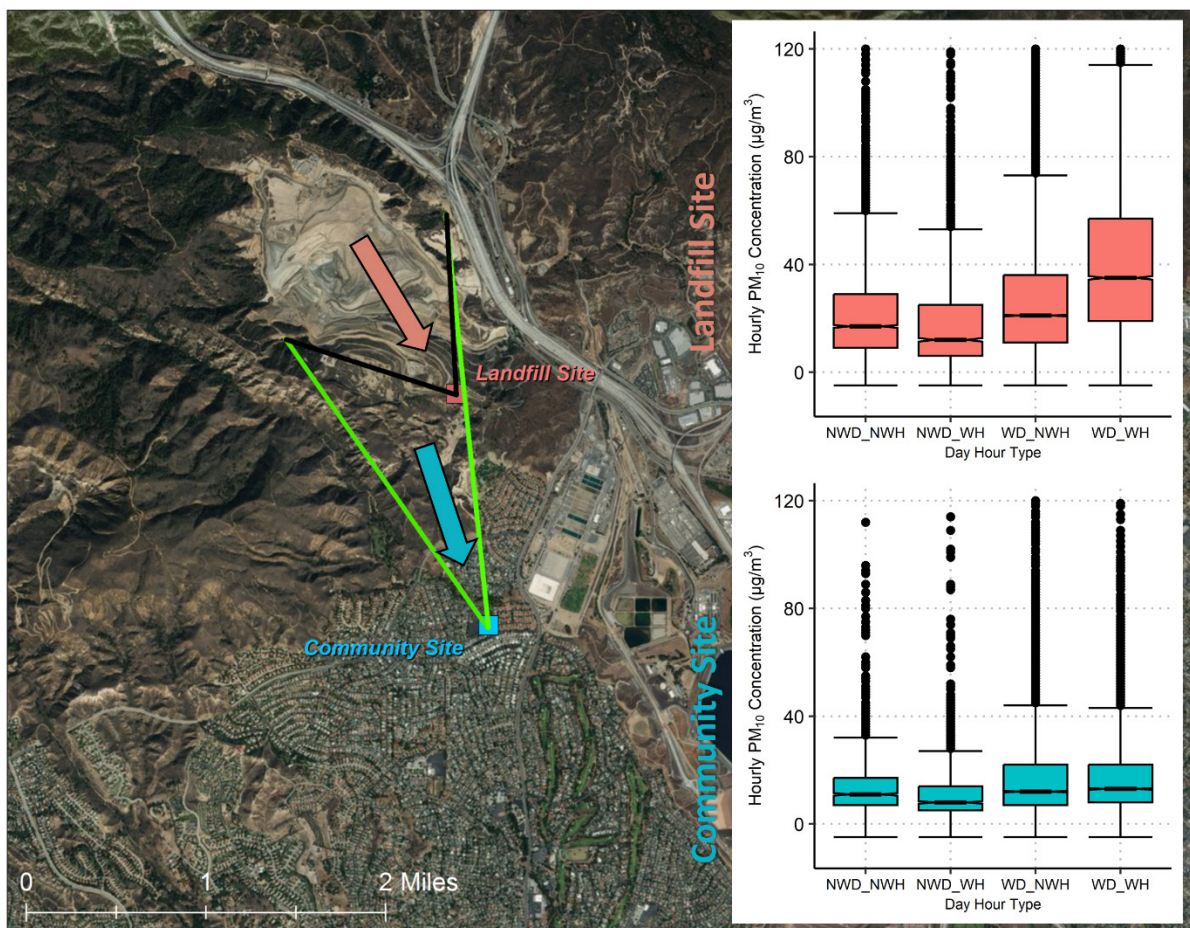 Landfill Site
Community Site
0 1 2 Miles
Landfill Site
Hourly PM₁₀ Concentration (µg/m³)
120
80
40
0
NWD_NWH NWD_WH WD_NWH WD_WH
Day Hour Type
Community Site
Hourly PM₁₀ Concentration (µg/m³)
120
80
40
0
NWD_NWH NWD_WH WD_NWH WD_WH
Day Hour Type